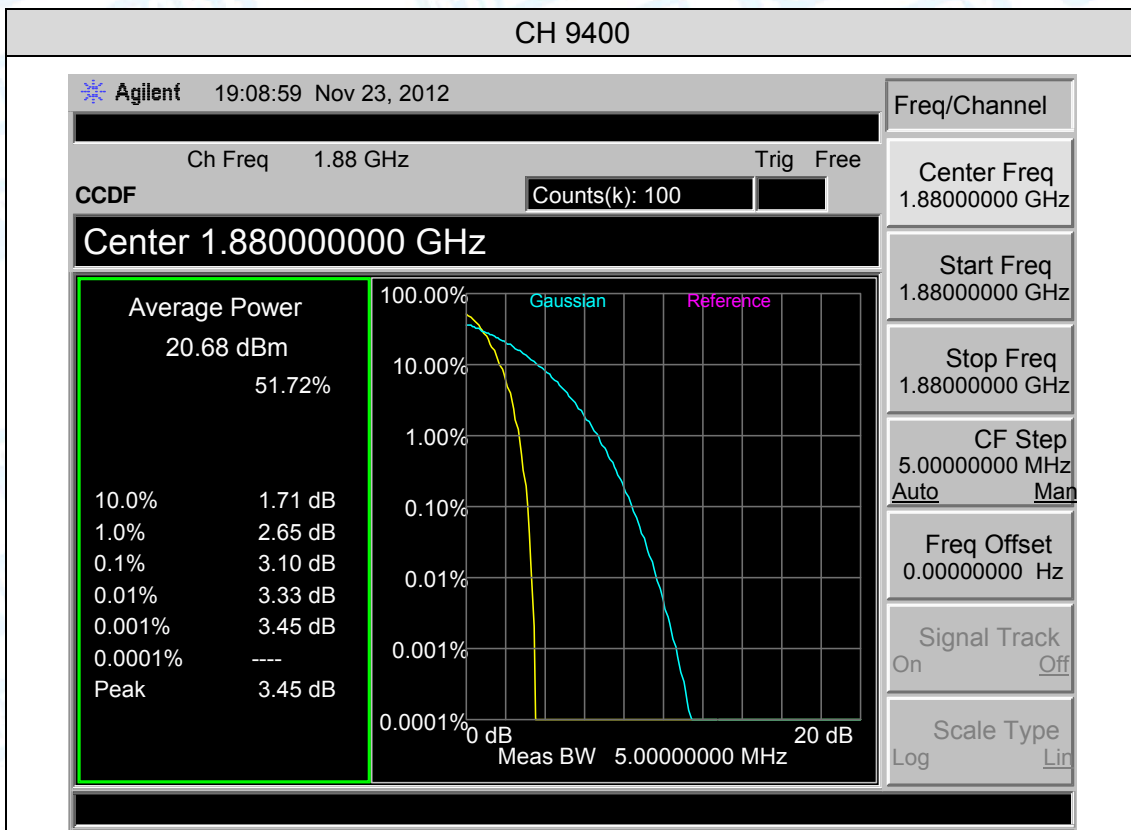 CH 9400
Agilent 19:08:59 Nov 23, 2012
Freq/Channel
Ch Freq 1.88 GHz Trig Free
CCDF Counts(k): 100
Center 1.880000000 GHz
Average Power
20.68 dBm
51.72%
10.0% 1.71 dB
1.0% 2.65 dB
0.1% 3.10 dB
0.01% 3.33 dB
0.001% 3.45 dB
0.0001% ----
Peak 3.45 dB
Gaussian Reference
100.00%
10.00%
1.00%
0.10%
0.01%
0.001%
0.0001%
0 dB 20 dB
Meas BW 5.00000000 MHz
Center Freq
1.88000000 GHz
Start Freq
1.88000000 GHz
Stop Freq
1.88000000 GHz
CF Step
5.00000000 MHz
Auto Man
Freq Offset
0.00000000 Hz
Signal Track
On Off
Scale Type
Log Lin